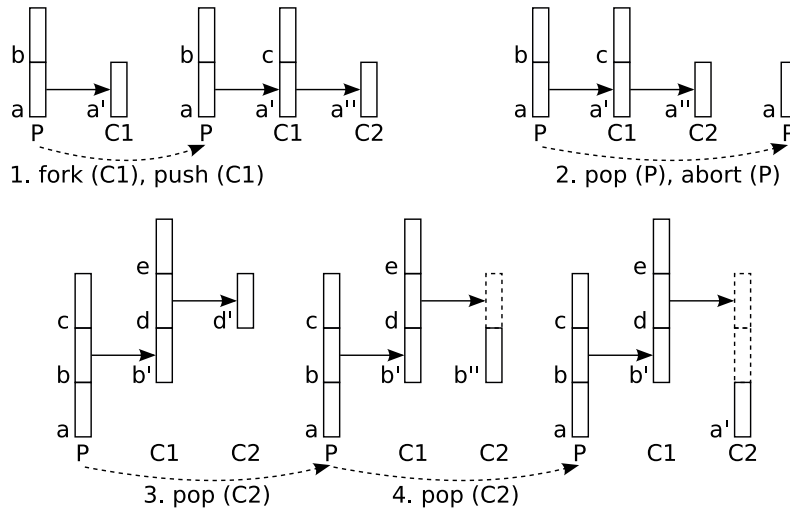 b b c b c
a a' a a' a'' a a' a'' a
P C1 P C1 C2 P C1 C2 P
1. fork (C1), push (C1) 2. pop (P), abort (P)
e e e
c d d' c d c d
b b' b b' b'' b b'
a a a a'
P C1 C2 P C1 C2 P C1 C2
3. pop (C2) 4. pop (C2)